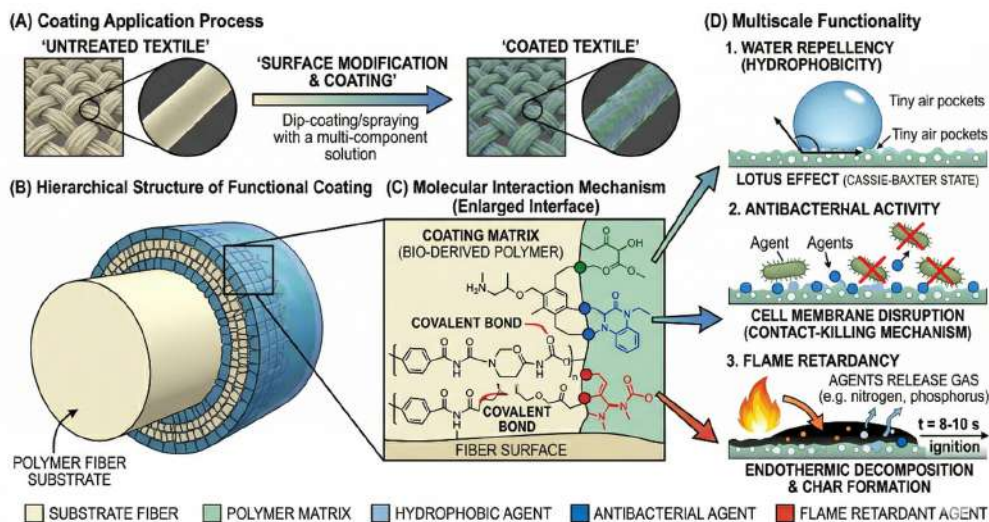 (A) Coating Application Process
'UNTREATED TEXTILE'
'SURFACE MODIFICATION
& COATING'
Dip-coating/spraying
with a multi-component
solution
'COATED TEXTILE'
(B) Hierarchical Structure of Functional Coating
POLYMER FIBER
SUBSTRATE
(C) Molecular Interaction Mechanism
(Enlarged Interface)
COATING MATRIX
(BIO-DERIVED POLYMER)
OH
O
O
O
H₂N
O
O
N
N
COVALENT BOND
O
O
O
O
O
N
H
N
N
H
O
n
O
O
O
O
N
H
O
N
N
O
COVALENT
BOND
FIBER SURFACE
(D) Multiscale Functionality
1. WATER REPELLENCY
(HYDROPHOBICITY)
Tiny air pockets
Tiny air pockets
LOTUS EFFECT (CASSIE-BAXTER STATE)
2. ANTIBACTERHAL ACTIVITY
Agent
Agents
CELL MEMBRANE DISRUPTION
(CONTACT-KILLING MECHANISM)
3. FLAME RETARDANCY
AGENTS RELEASE GAS
(e.g. nitrogen, phosphorus)
t = 8-10 s
ignition
ENDOTHERMIC DECOMPOSITION
& CHAR FORMATION
SUBSTRATE FIBER
POLYMER MATRIX
HYDROPHOBIC AGENT
ANTIBACTERIAL AGENT
FLAME RETARDANT AGENT